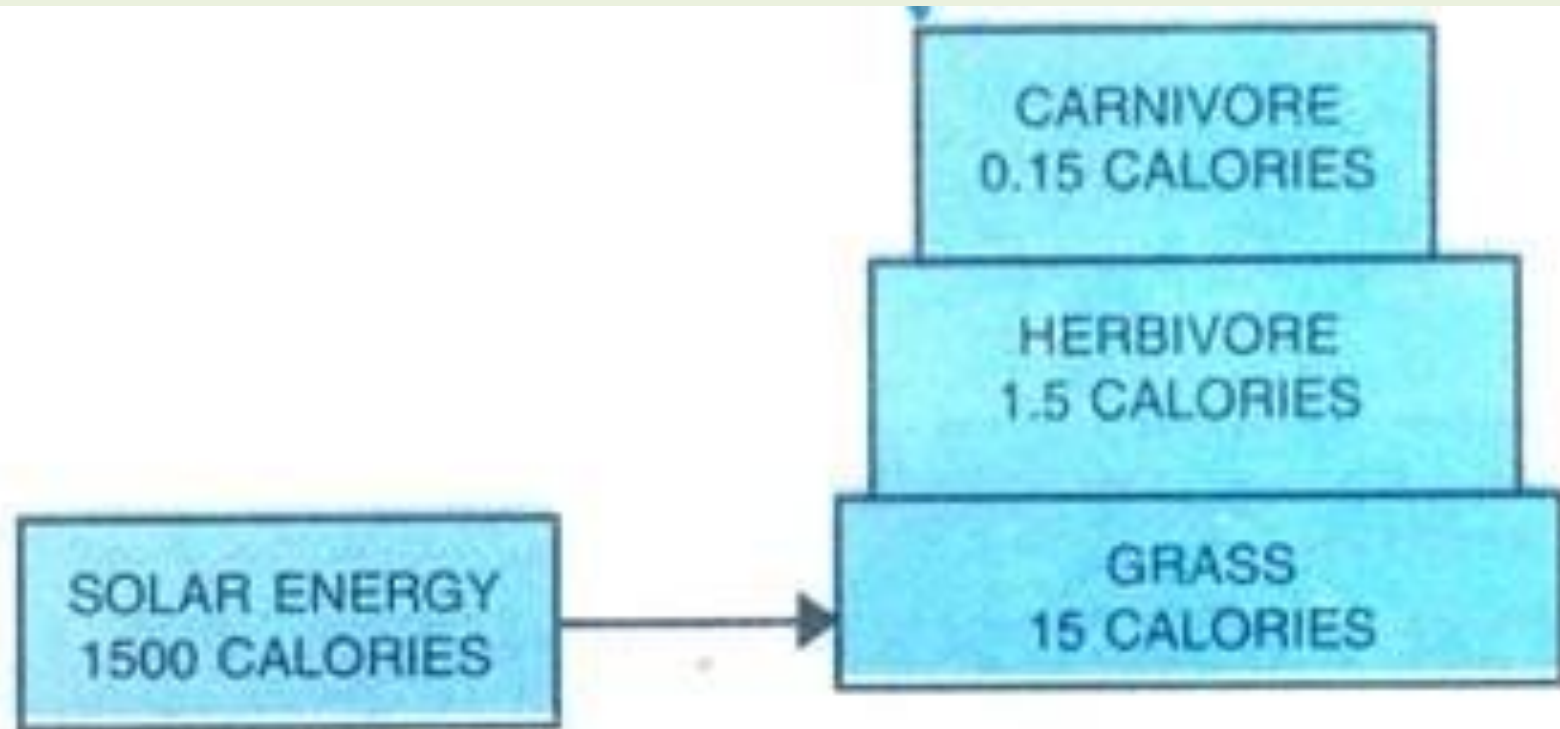 CARNIVORE
0.15 CALORIES
HERBIVORE
1.5 CALORIES
GRASS
15 CALORIES
SOLAR ENERGY
1500 CALORIES